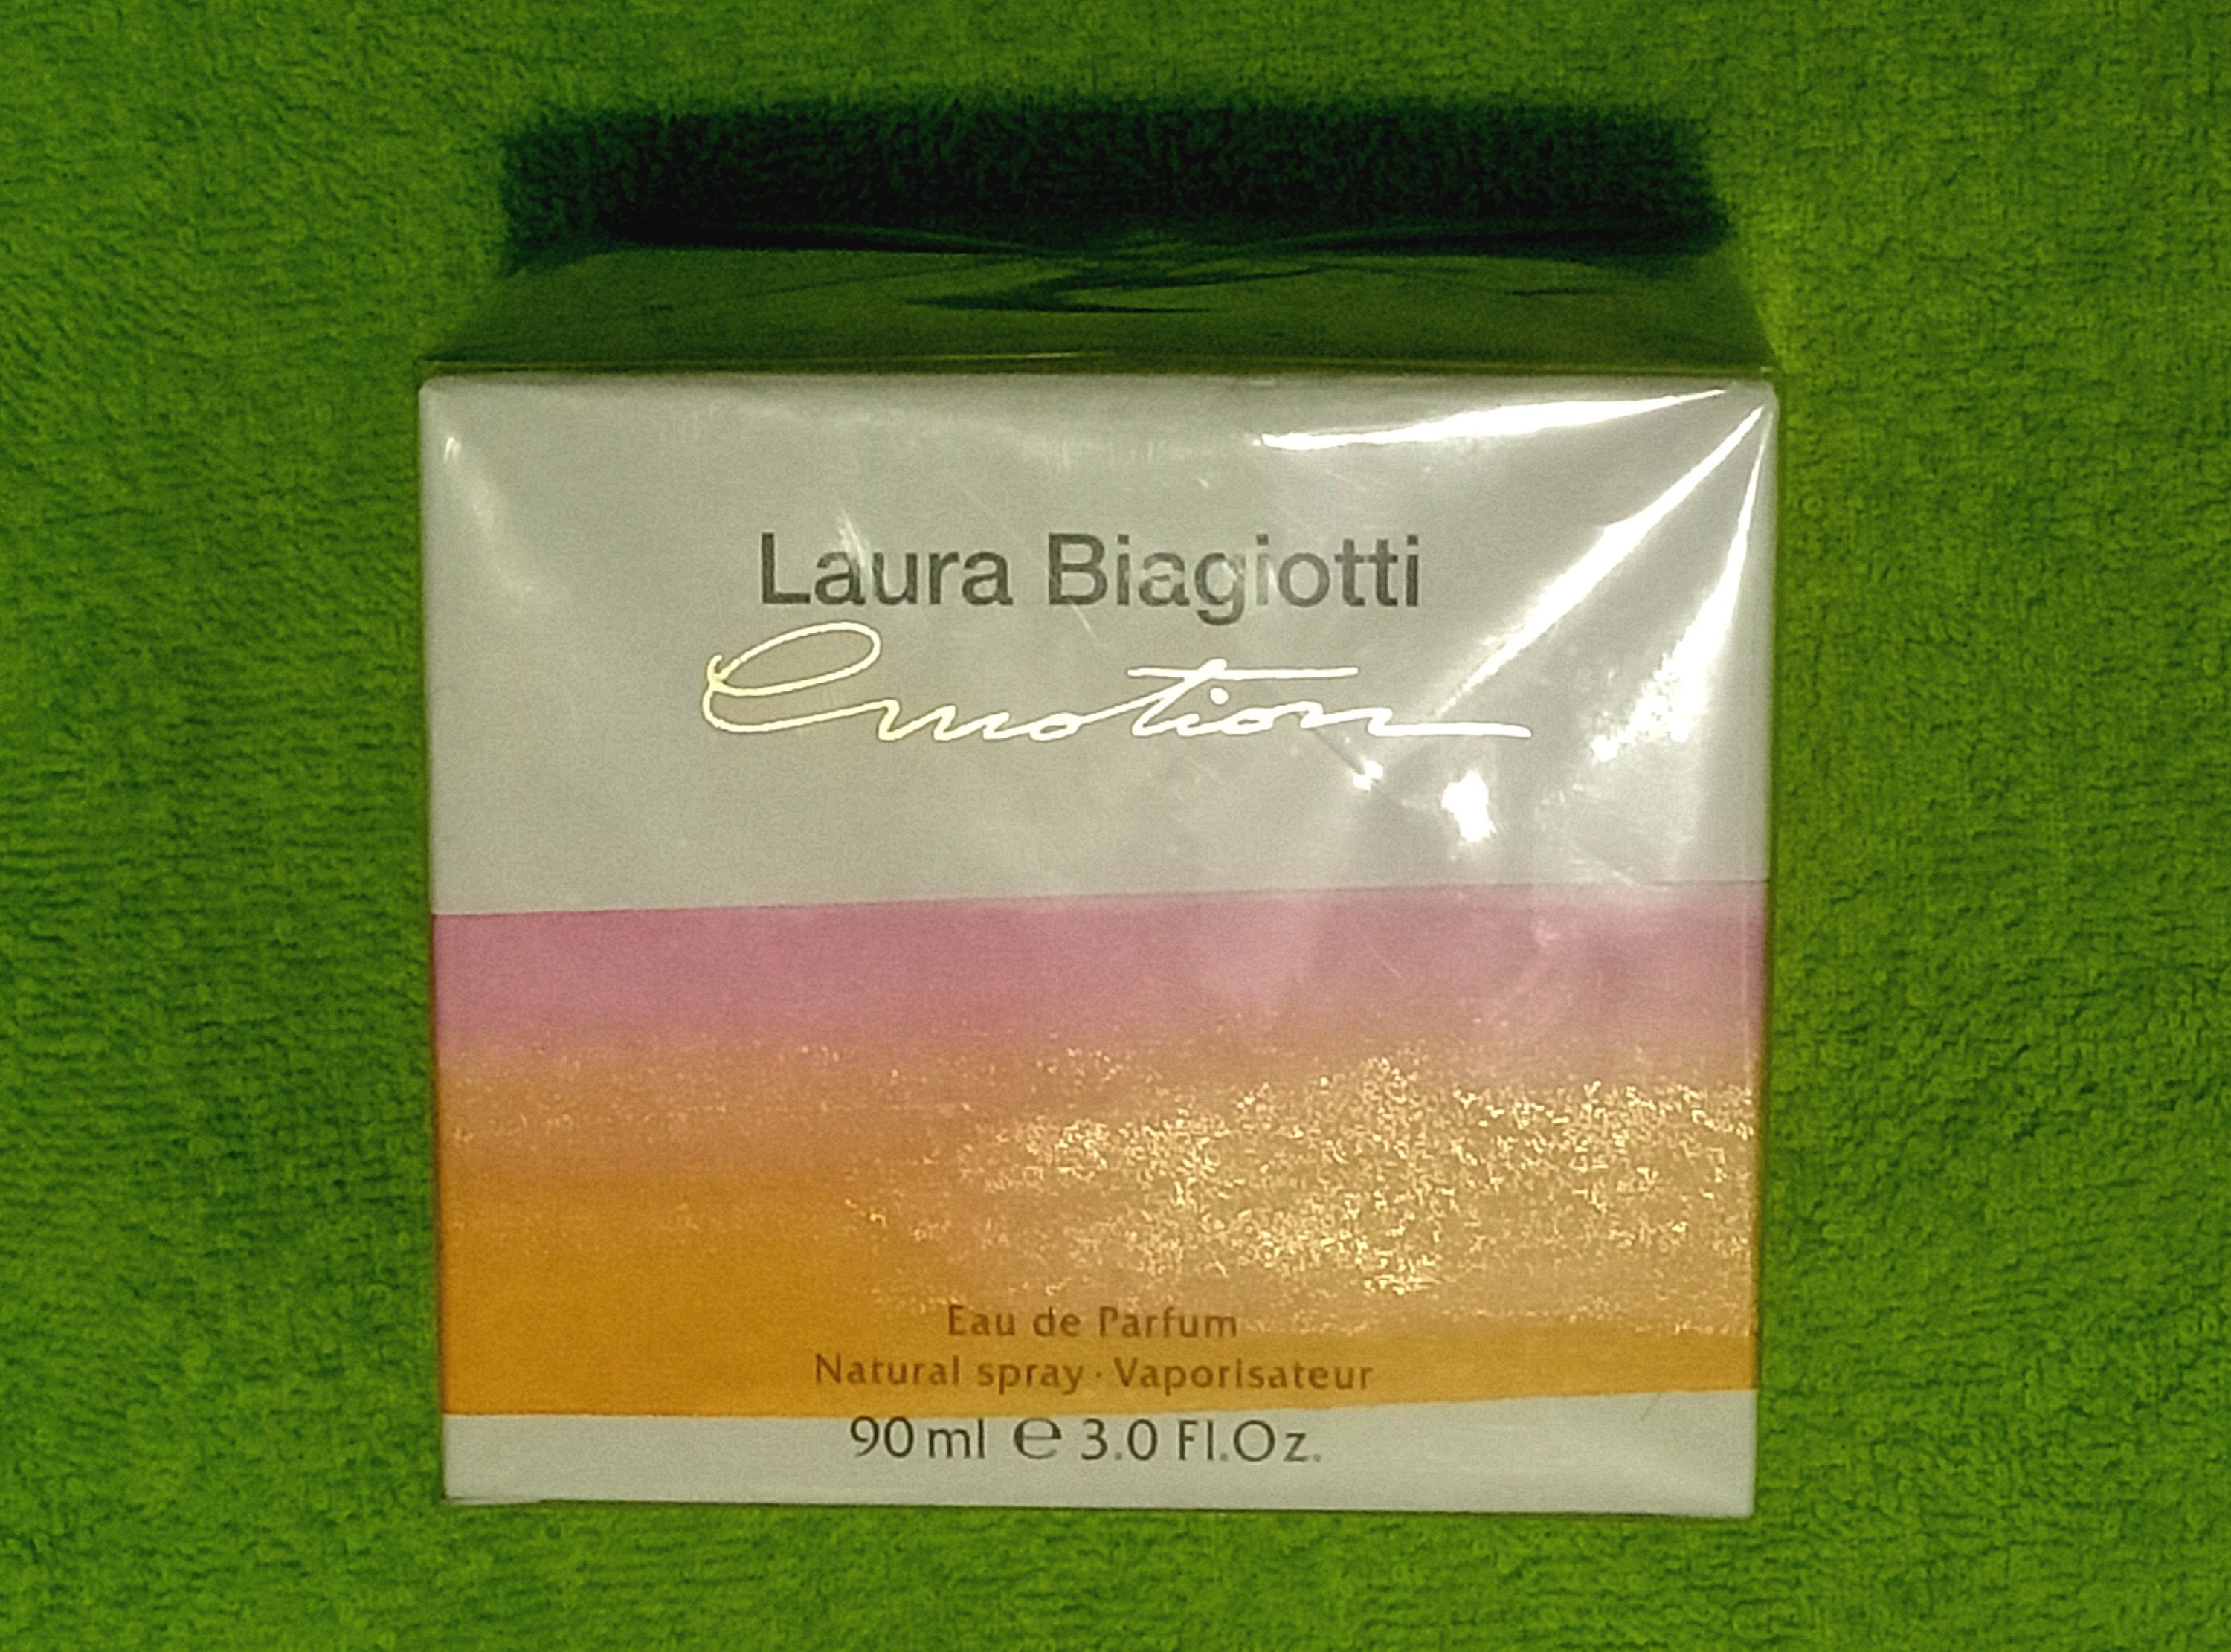 Laura Biagiotti
emotion
Eau de Parfum
Natural spray · Vaporisateur
90 ml ℮ 3.0 Fl.Oz.